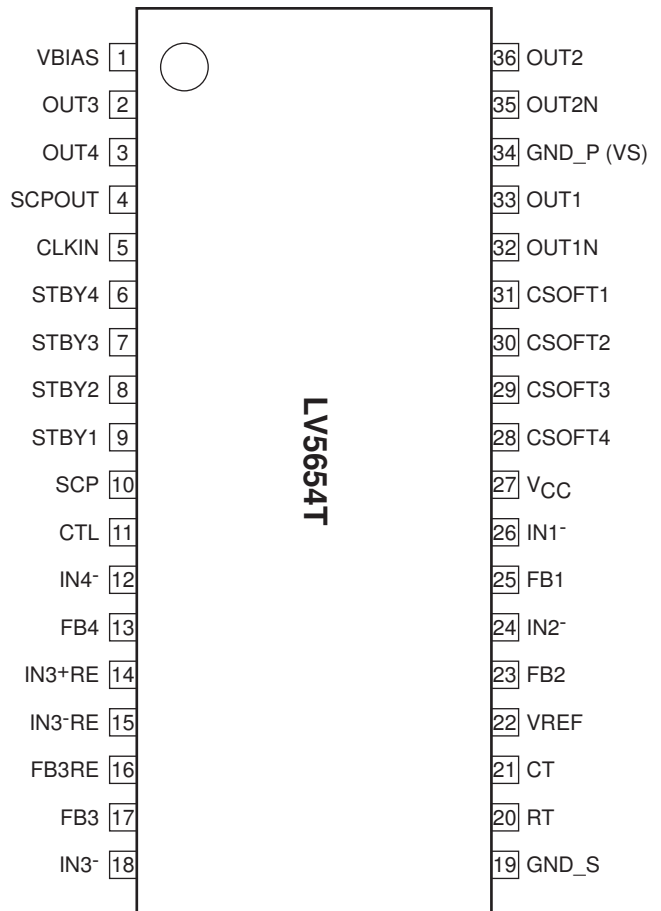 VBIAS 1
OUT3 2
OUT4 3
SCPOUT 4
CLKIN 5
STBY4 6
STBY3 7
STBY2 8
STBY1 9
SCP 10
CTL 11
IN4- 12
FB4 13
IN3+RE 14
IN3-RE 15
FB3RE 16
FB3 17
IN3- 18
LV5654T
36 OUT2
35 OUT2N
34 GND_P (VS)
33 OUT1
32 OUT1N
31 CSOFT1
30 CSOFT2
29 CSOFT3
28 CSOFT4
27 VCC
26 IN1-
25 FB1
24 IN2-
23 FB2
22 VREF
21 CT
20 RT
19 GND_S